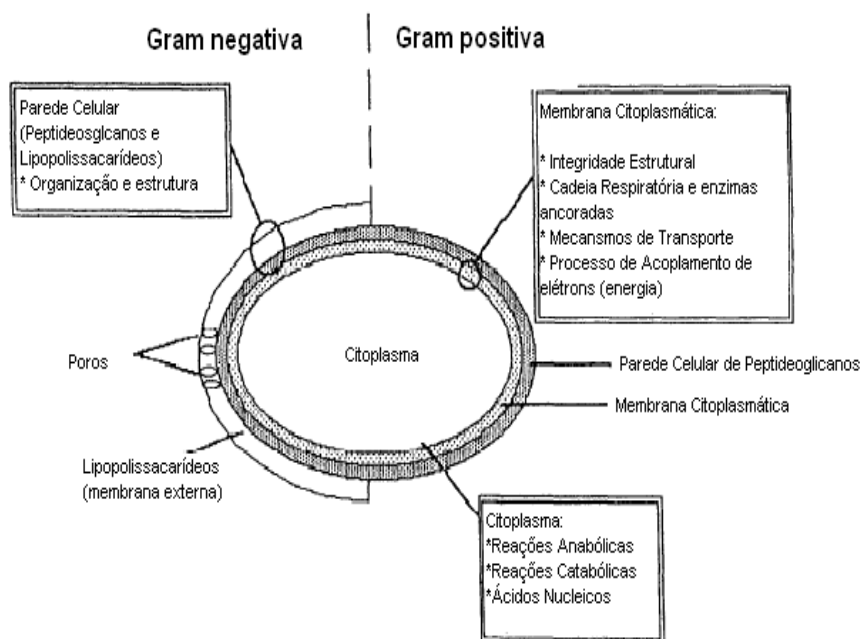 Gram negativa
Gram positiva
Parede Celular
(Peptideosglcanos e
Lipopolissacarídeos)
* Organização e estrutura
Membrana Citoplasmática:
* Integridade Estrutural
* Cadeia Respiratória e enzimas
ancoradas
* Mecansmos de Transporte
* Processo de Acoplamento de
elétrons (energia)
Poros
Citoplasma
Parede Celular de Peptideoglicanos
Membrana Citoplasmática
Lipopolissacarídeos
(membrana externa)
Citoplasma:
*Reações Anabólicas
*Reações Catabólicas
*Ácidos Nucleicos